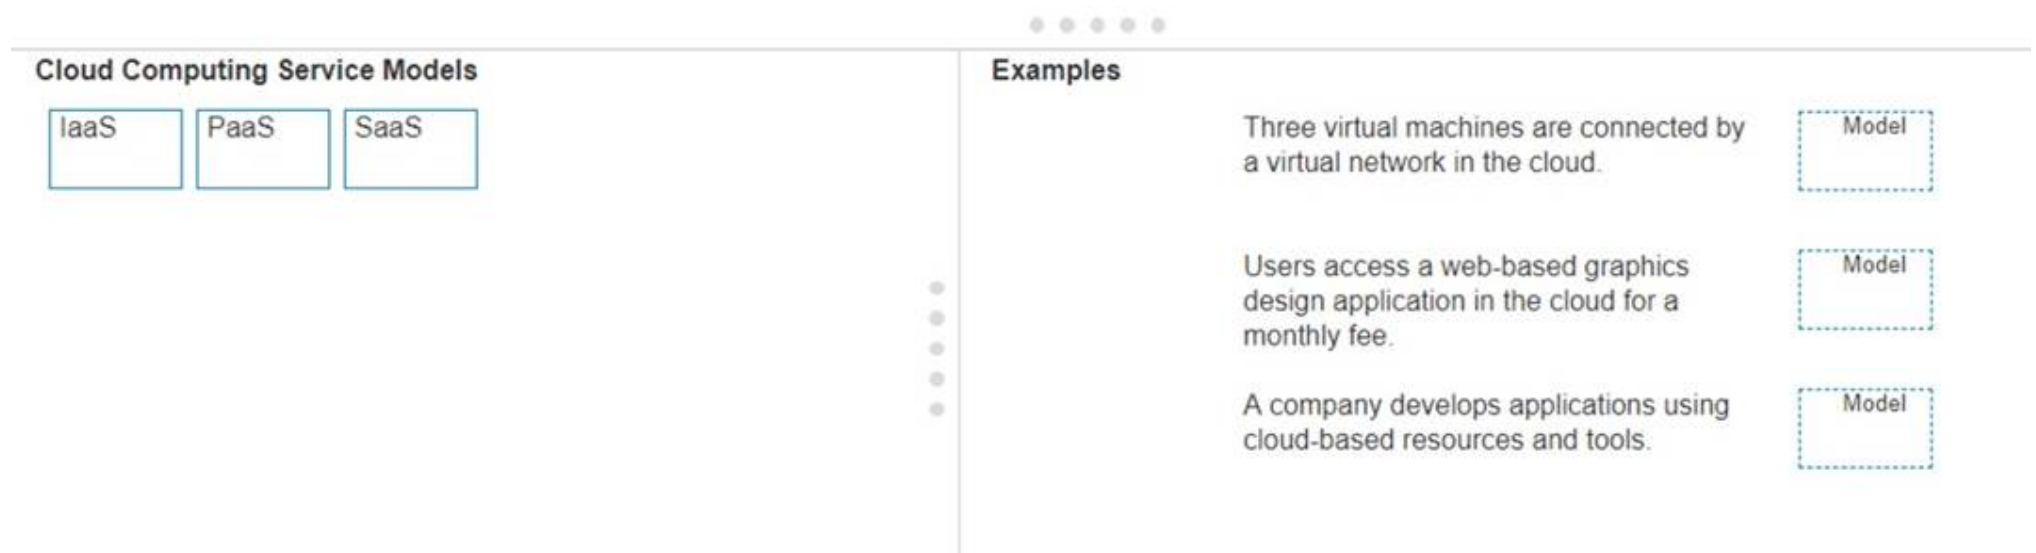 Cloud Computing Service Models
IaaS
PaaS
SaaS
Examples
Three virtual machines are connected by
a virtual network in the cloud.
Model
Users access a web-based graphics
design application in the cloud for a
monthly fee.
Model
A company develops applications using
cloud-based resources and tools.
Model